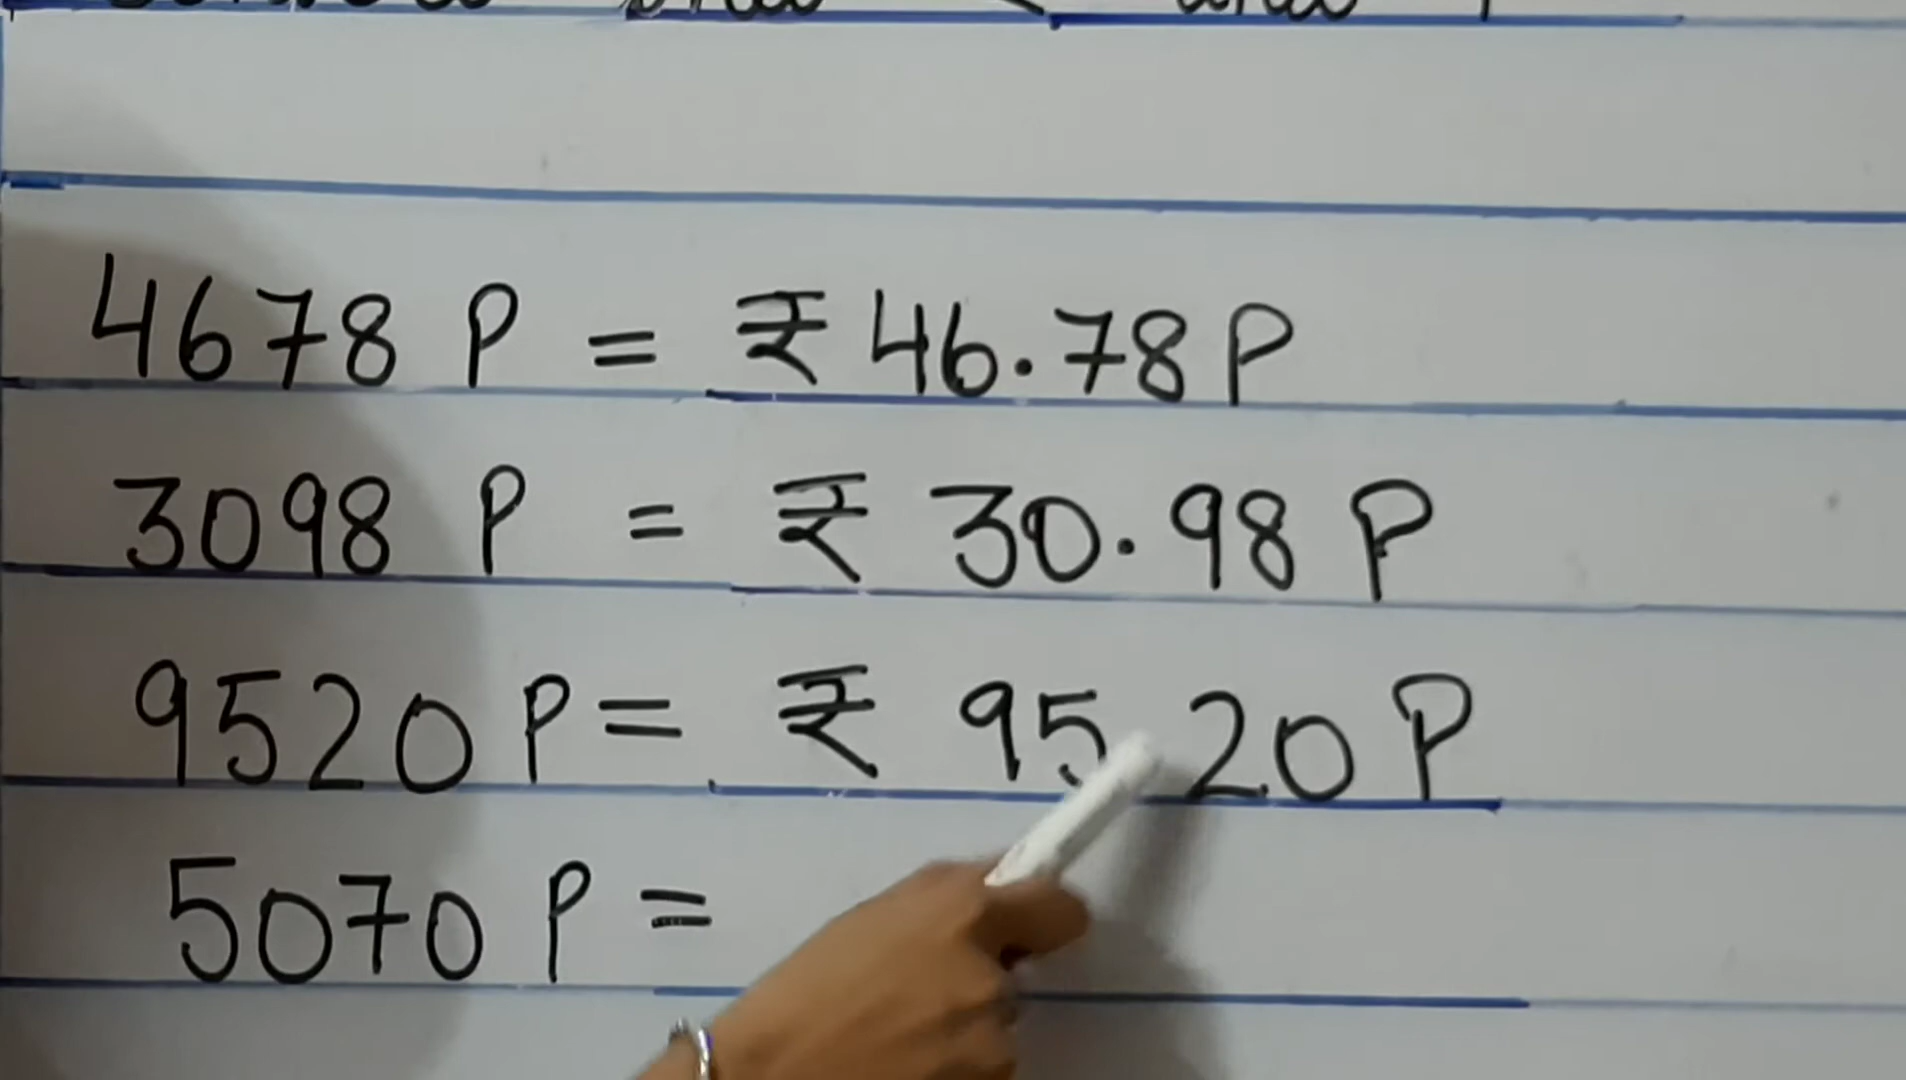 4678 P = ₹ 46.78 P
3098 P = ₹ 30.98 P
9520 P = ₹ 95 20 P
5070 P =